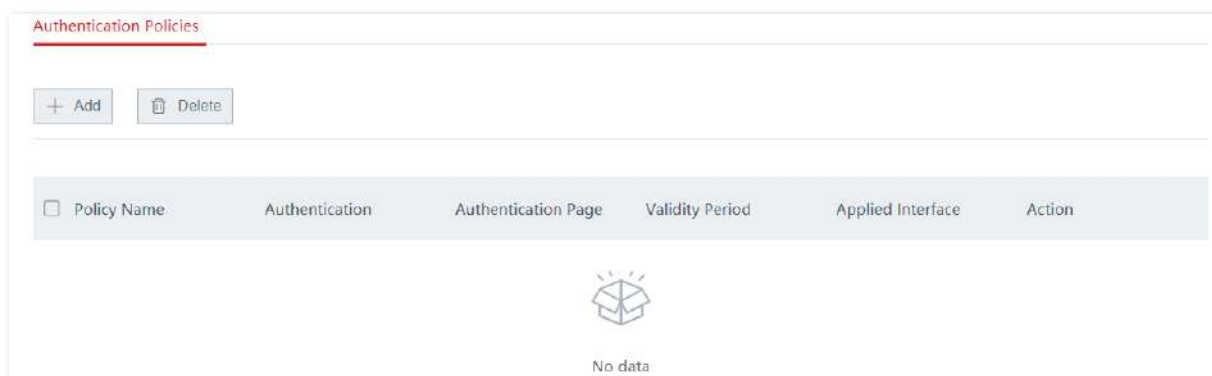 Authentication Policies
+ Add Delete
Policy Name Authentication Authentication Page Validity Period Applied Interface Action
No data